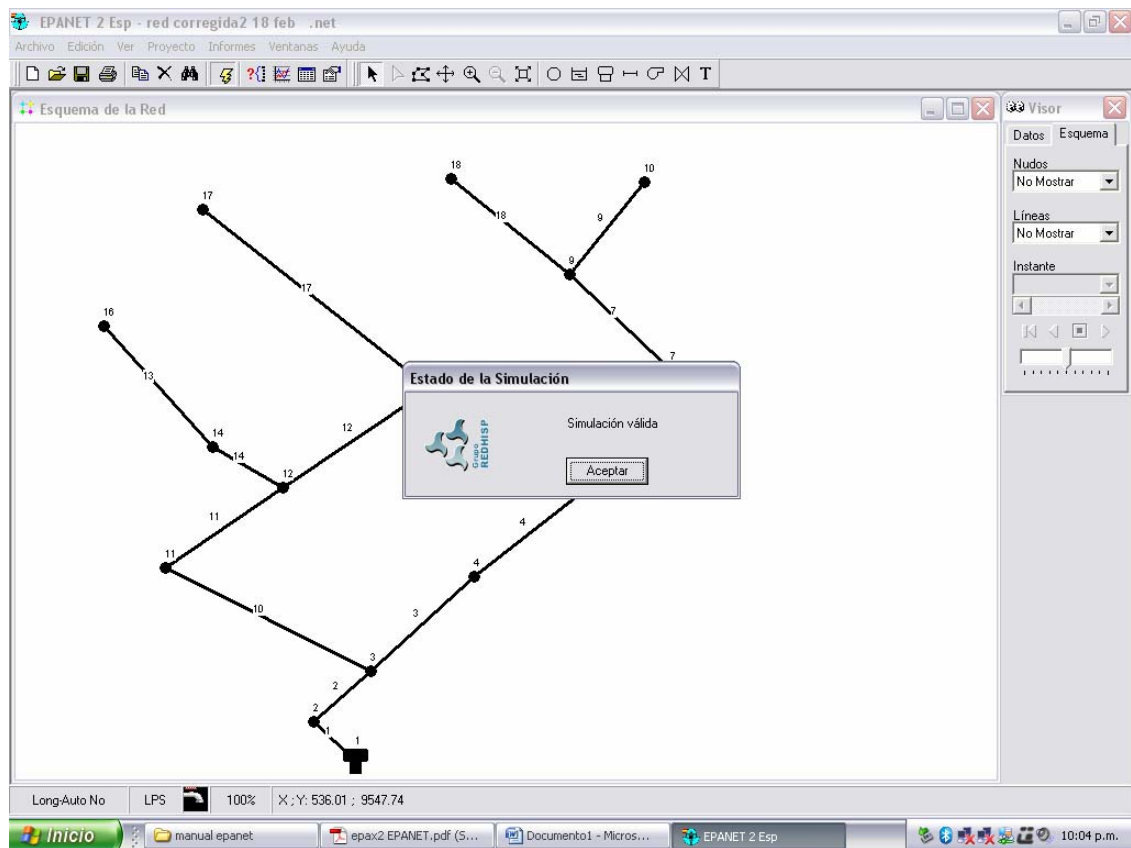 EPANET 2 Esp - red corregida2 18 feb .net
Archivo Edición Ver Proyecto Informes Ventanas Ayuda
T
Esquema de la Red
Visor
Datos Esquema
Nudos
No Mostrar
Líneas
No Mostrar
Instante
18
10
17
18
9
9
17
7
16
7
13
Estado de la Simulación
Simulación válida
Grupo
REDHISP
Aceptar
12
14
14
12
11
4
11
4
10
3
3
2
2
1
1
Long-Auto No LPS 100% X ; Y: 536.01 ; 9547.74
Inicio manual epanet epax2 EPANET.pdf (S... Documento1 - Micros... EPANET 2 Esp 10:04 p.m.